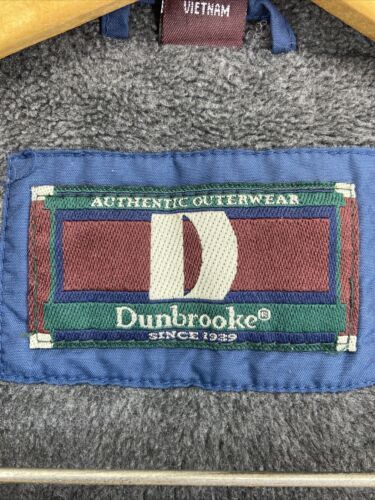 VIETNAM
AUTHENTIC OUTERWEAR
D
Dunbrooke®
SINCE 1939